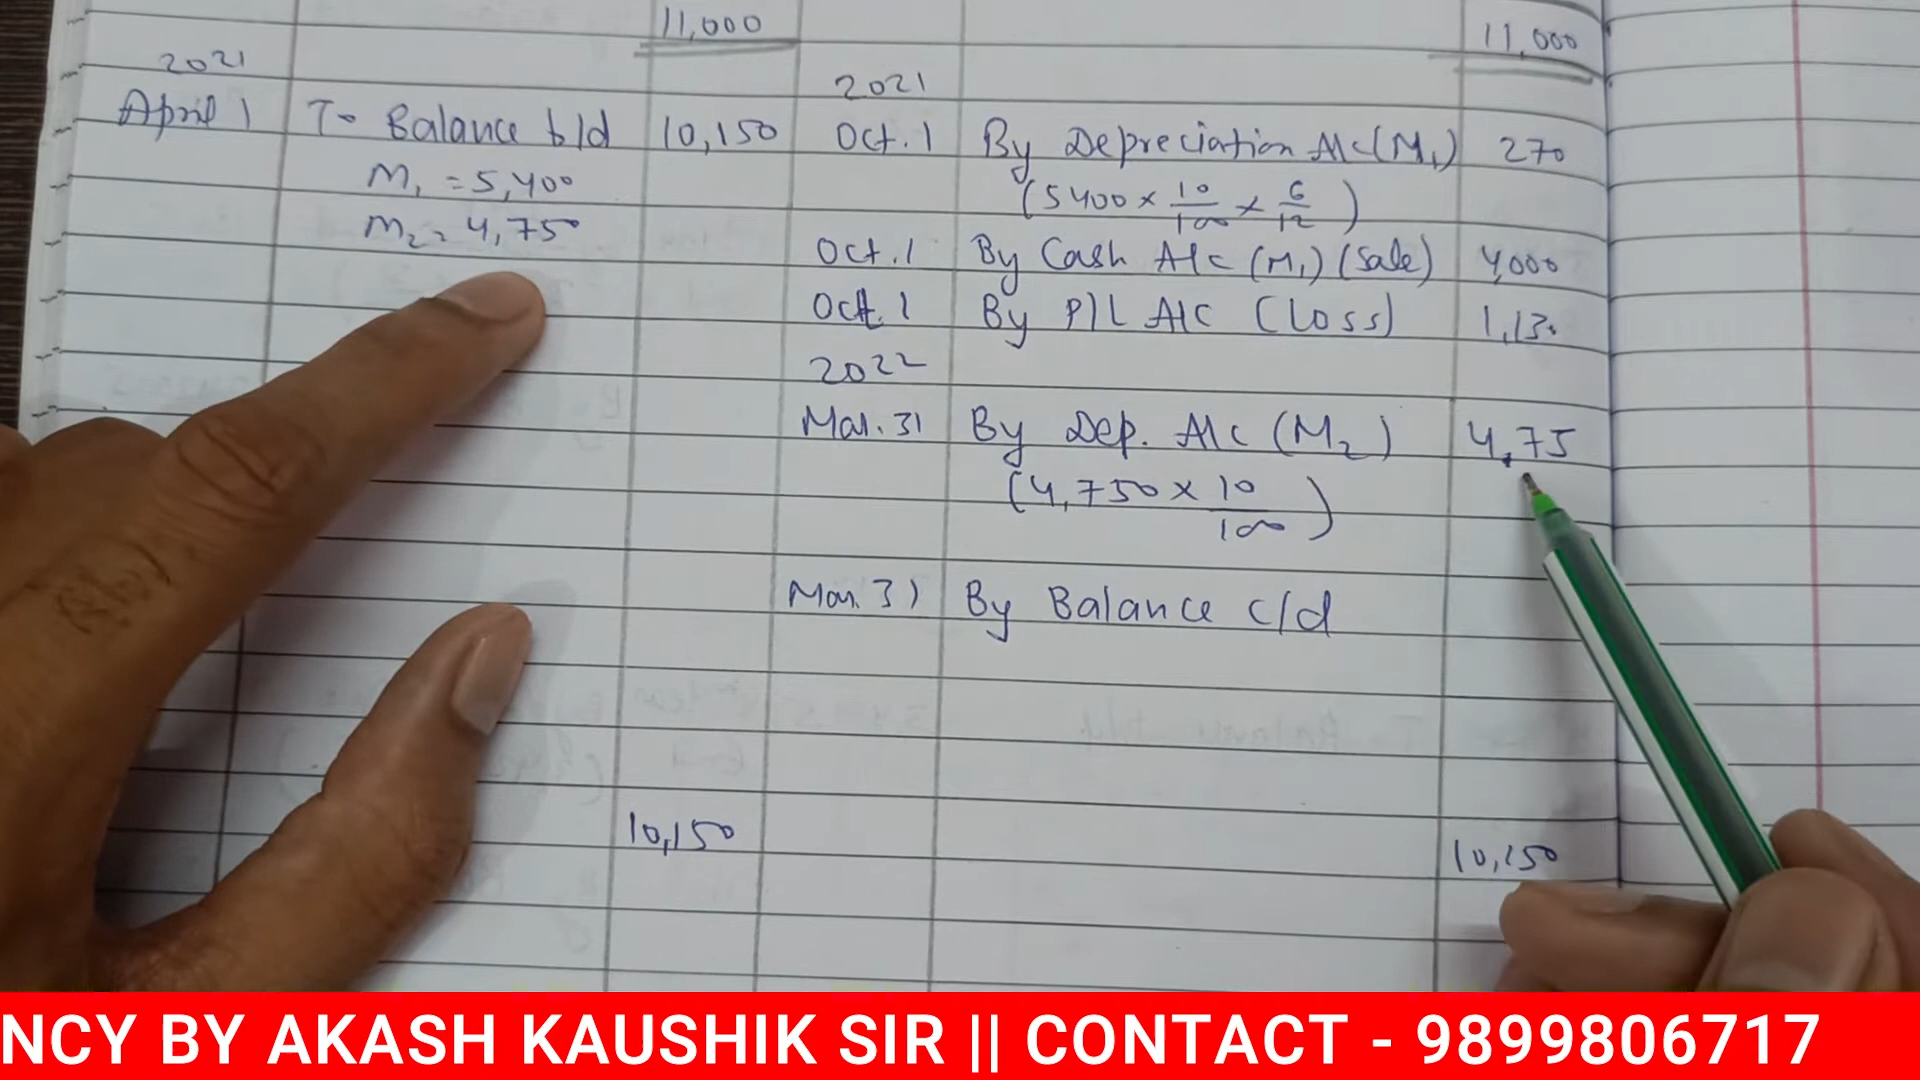 11,000 11,000
2021 2021
April 1 To Balance b/d 10,150 Oct. 1 By Depreciation A/c (M₁) 270
M₁ = 5,400 (5400 × 10/100 × 6/12)
M₂ = 4,750 Oct. 1 By Cash A/c (M₁) (Sale) 4,000
Oct. 1 By P/L A/C (Loss) 1,130
2022
Mar. 31 By Dep. A/c (M₂) 4,75
(4,750 × 10/100)
Mar. 31 By Balance c/d
10,150 10,150
NCY BY AKASH KAUSHIK SIR || CONTACT - 9899806717